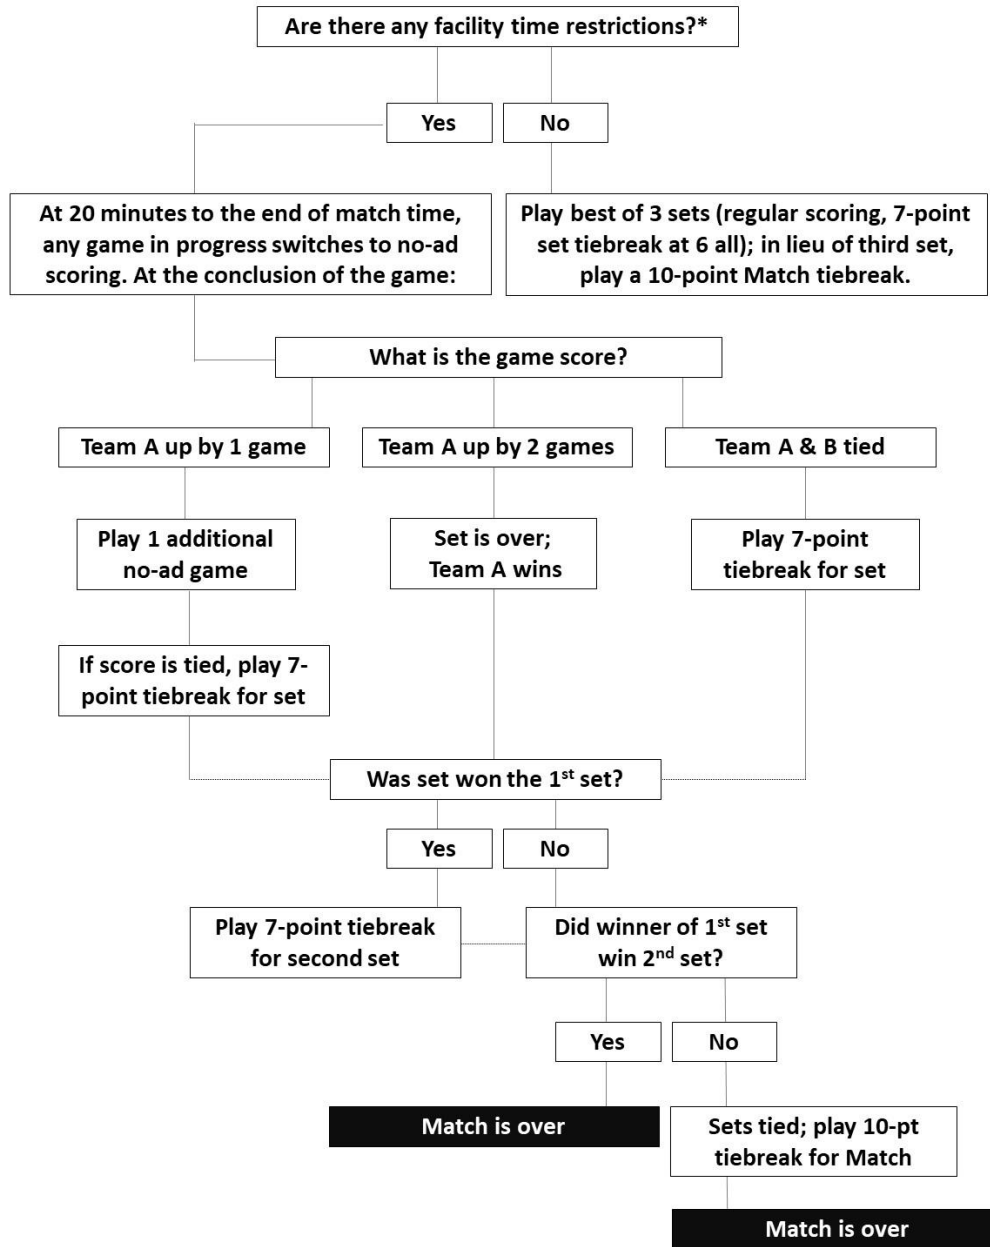 Are there any facility time restrictions?*
Yes
No
At 20 minutes to the end of match time,
any game in progress switches to no-ad
scoring. At the conclusion of the game:
Play best of 3 sets (regular scoring, 7-point
set tiebreak at 6 all); in lieu of third set,
play a 10-point Match tiebreak.
What is the game score?
Team A up by 1 game
Team A up by 2 games
Team A & B tied
Play 1 additional
no-ad game
Set is over;
Team A wins
Play 7-point
tiebreak for set
If score is tied, play 7-
point tiebreak for set
Was set won the 1st set?
Yes
No
Play 7-point tiebreak
for second set
Did winner of 1st set
win 2nd set?
Yes
No
Match is over
Sets tied; play 10-pt
tiebreak for Match
Match is over